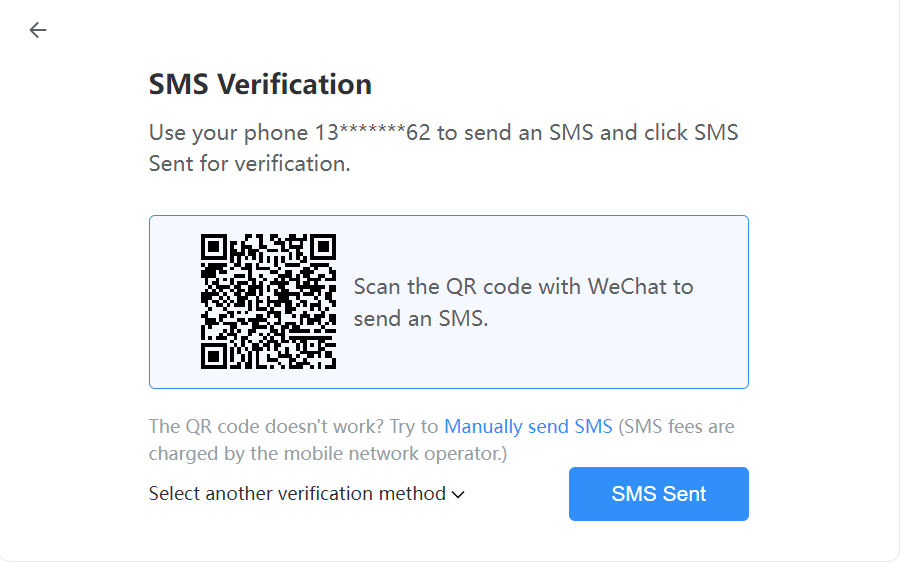 SMS Verification
Use your phone 13*******62 to send an SMS and click SMS
Sent for verification.
Scan the QR code with WeChat to
send an SMS.
The QR code doesn't work? Try to Manually send SMS (SMS fees are
charged by the mobile network operator.)
Select another verification method
SMS Sent